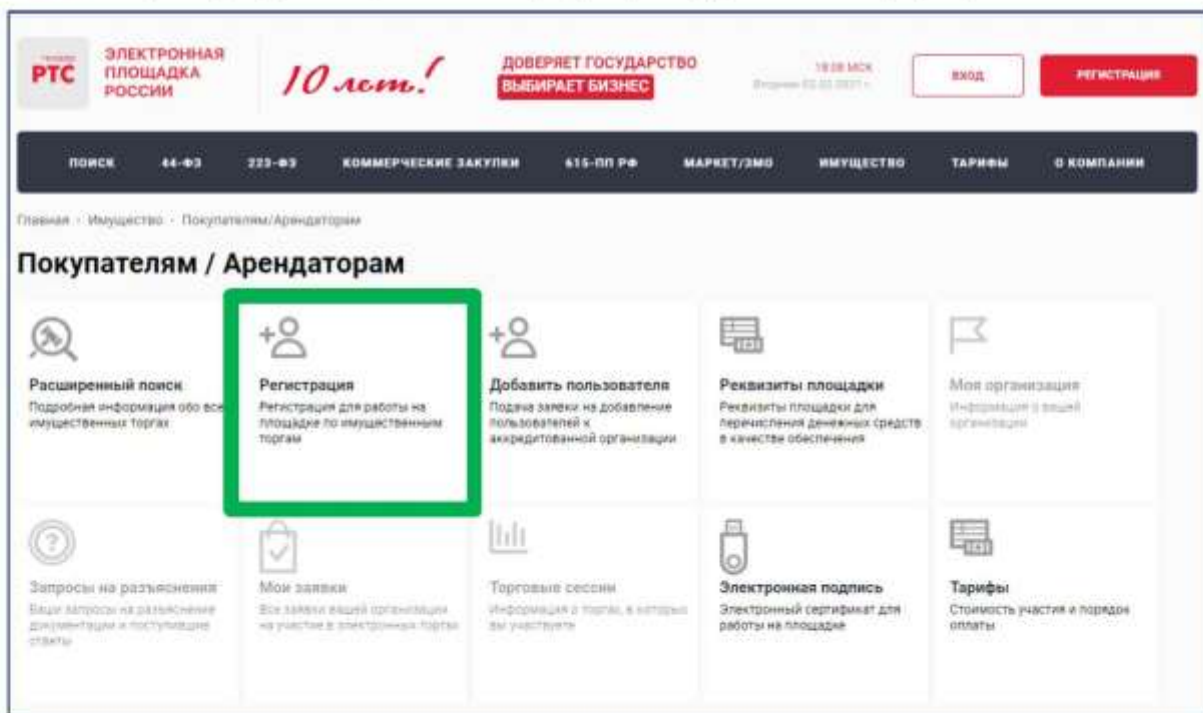 ТЕНДЕР
РТС
ЭЛЕКТРОННАЯ
ПЛОЩАДКА
РОССИИ
10 лет!
ДОВЕРЯЕТ ГОСУДАРСТВО
ВЫБИРАЕТ БИЗНЕС
МСК
Вторник
ВХОД
РЕГИСТРАЦИЯ
ПОИСК 44-ФЗ 223-ФЗ КОММЕРЧЕСКИЕ ЗАКУПКИ 615-ПП РФ МАРКЕТ/ЗМО ИМУЩЕСТВО ТАРИФЫ О КОМПАНИИ
Главная · Имущество · Покупателям/Арендаторам
Покупателям / Арендаторам
Расширенный поиск
Подробная информация обо все
имущественных торгах
Регистрация
Регистрация для работы на
площадке по имущественным
торгам
Добавить пользователя
Подача заявки на добавление
пользователей к
аккредитованной организации
Реквизиты площадки
Реквизиты площадки для
перечисления денежных средств
в качестве обеспечения
Моя организация
Информация о вашей
организации
Запросы на разъяснения
Ваши запросы на разъяснение
документации и поступившие
ответы
Мои заявки
Все заявки вашей организации
на участие в электронных торгах
Торговые сессии
Информация о торгах, в которых
вы участвуете
Электронная подпись
Электронный сертификат для
работы на площадке
Тарифы
Стоимость участия и порядок
оплаты